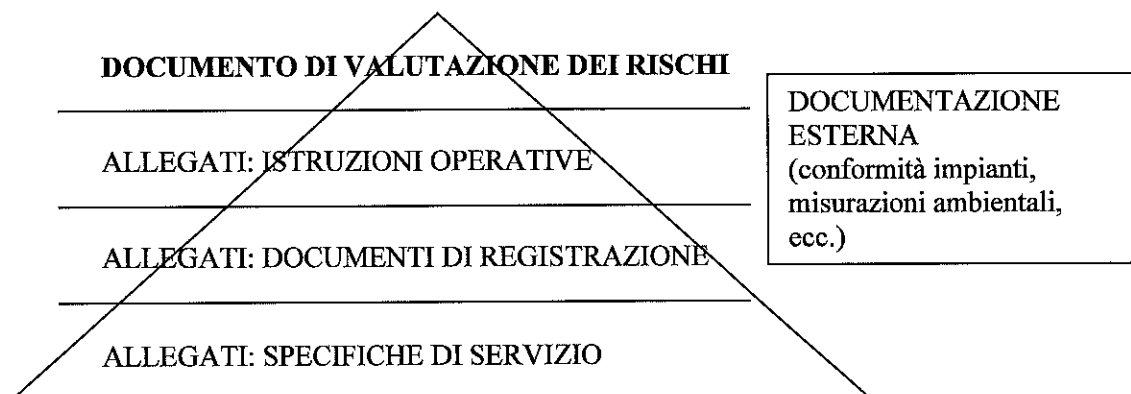 DOCUMENTO DI VALUTAZIONE DEI RISCHI
ALLEGATI: ISTRUZIONI OPERATIVE
ALLEGATI: DOCUMENTI DI REGISTRAZIONE
ALLEGATI: SPECIFICHE DI SERVIZIO
DOCUMENTAZIONE
ESTERNA
(conformità impianti,
misurazioni ambientali,
ecc.)